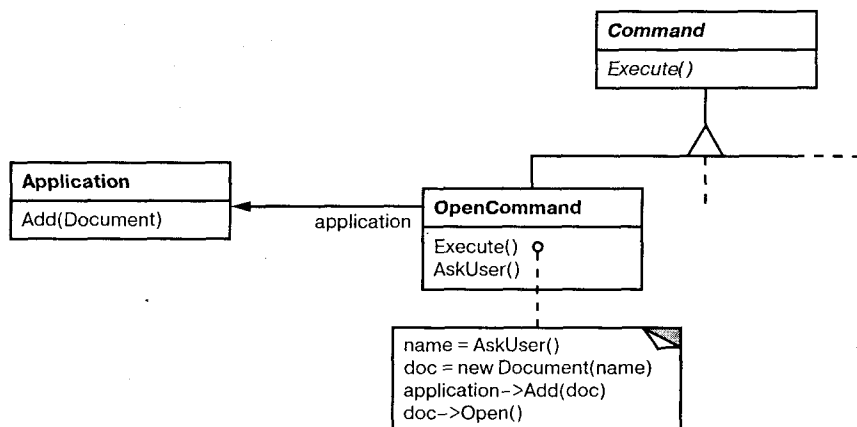 Command
Execute()
Application
Add(Document)
application
OpenCommand
Execute()
AskUser()
name = AskUser()
doc = new Document(name)
application->Add(doc)
doc->Open()